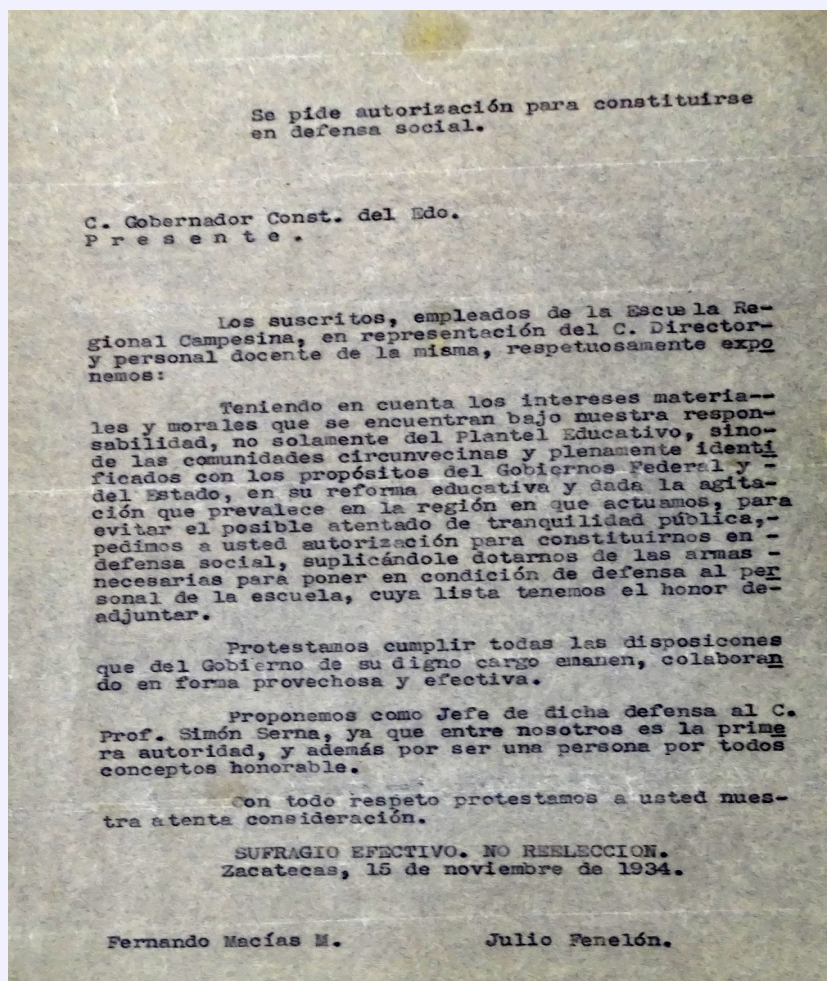 Se pide autorización para constituirse
en defensa social.
C. Gobernador Const. del Edo.
P r e s e n t e .
Los suscritos, empleados de la Escuela Re-
gional Campesina, en representación del C. Director-
y personal docente de la misma, respetuosamente expo
nemos:
Teniendo en cuenta los intereses materia--
les y morales que se encuentran bajo nuestra respon-
sabilidad, no solamente del Plantel Educativo, sino-
de las comunidades circunvecinas y plenamente identi
ficados con los propósitos del Gobiernos Federal y -
del Estado, en su reforma educativa y dada la agita-
ción que prevalece en la región en que actuamos, para
evitar el posible atentado de tranquilidad pública,-
pedimos a usted autorización para constituirnos en -
defensa social, suplicándole dotarnos de las armas -
necesarias para poner en condición de defensa al per
sonal de la escuela, cuya lista tenemos el honor de-
adjuntar.
Protestamos cumplir todas las disposicones
que del Gobierno de su digno cargo emanen, colaboran
do en forma provechosa y efectiva.
Proponemos como Jefe de dicha defensa al C.
Prof. Simón Serna, ya que entre nosotros es la prime
ra autoridad, y además por ser una persona por todos
conceptos honorable.
Con todo respeto protestamos a usted nues-
tra atenta consideración.
SUFRAGIO EFECTIVO. NO REELECCION.
Zacatecas, 15 de noviembre de 1934.
Fernando Macías M. Julio Fenelón.